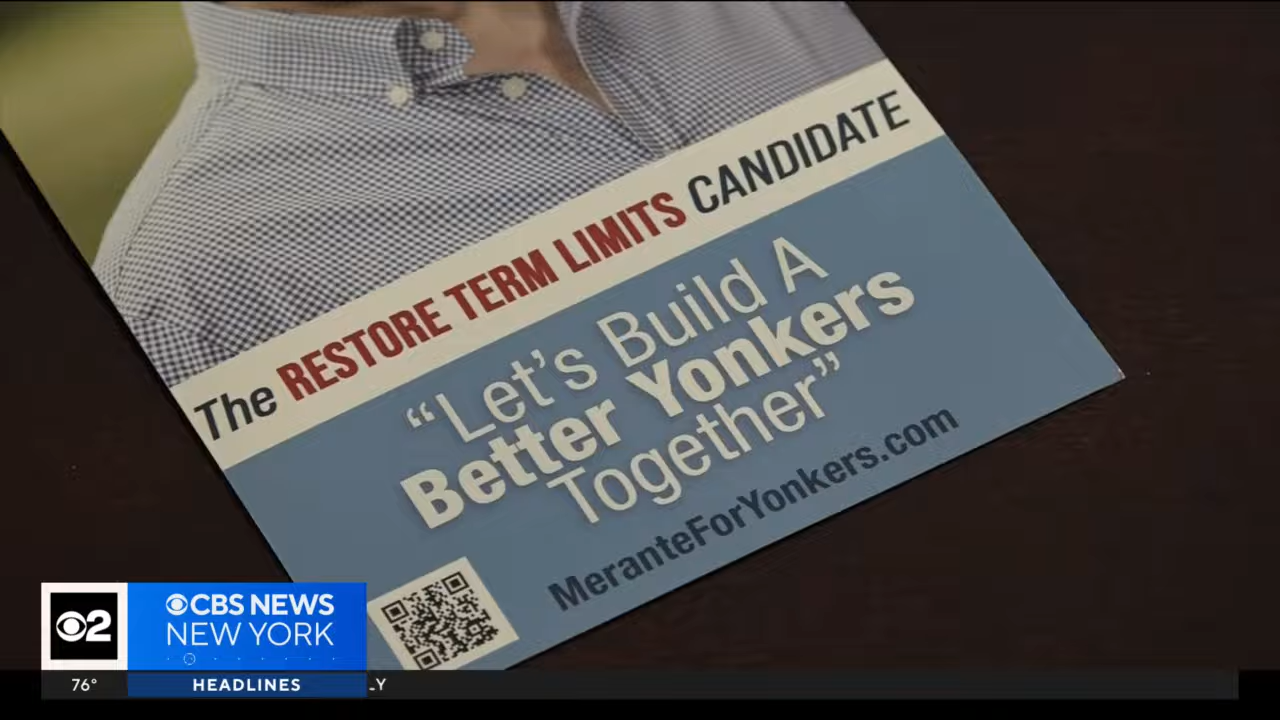 The RESTORE TERM LIMITS CANDIDATE
“Let's Build A
Better Yonkers
Together”
MeranteForYonkers.com
2
CBS NEWS
NEW YORK
76°
HEADLINES
LY